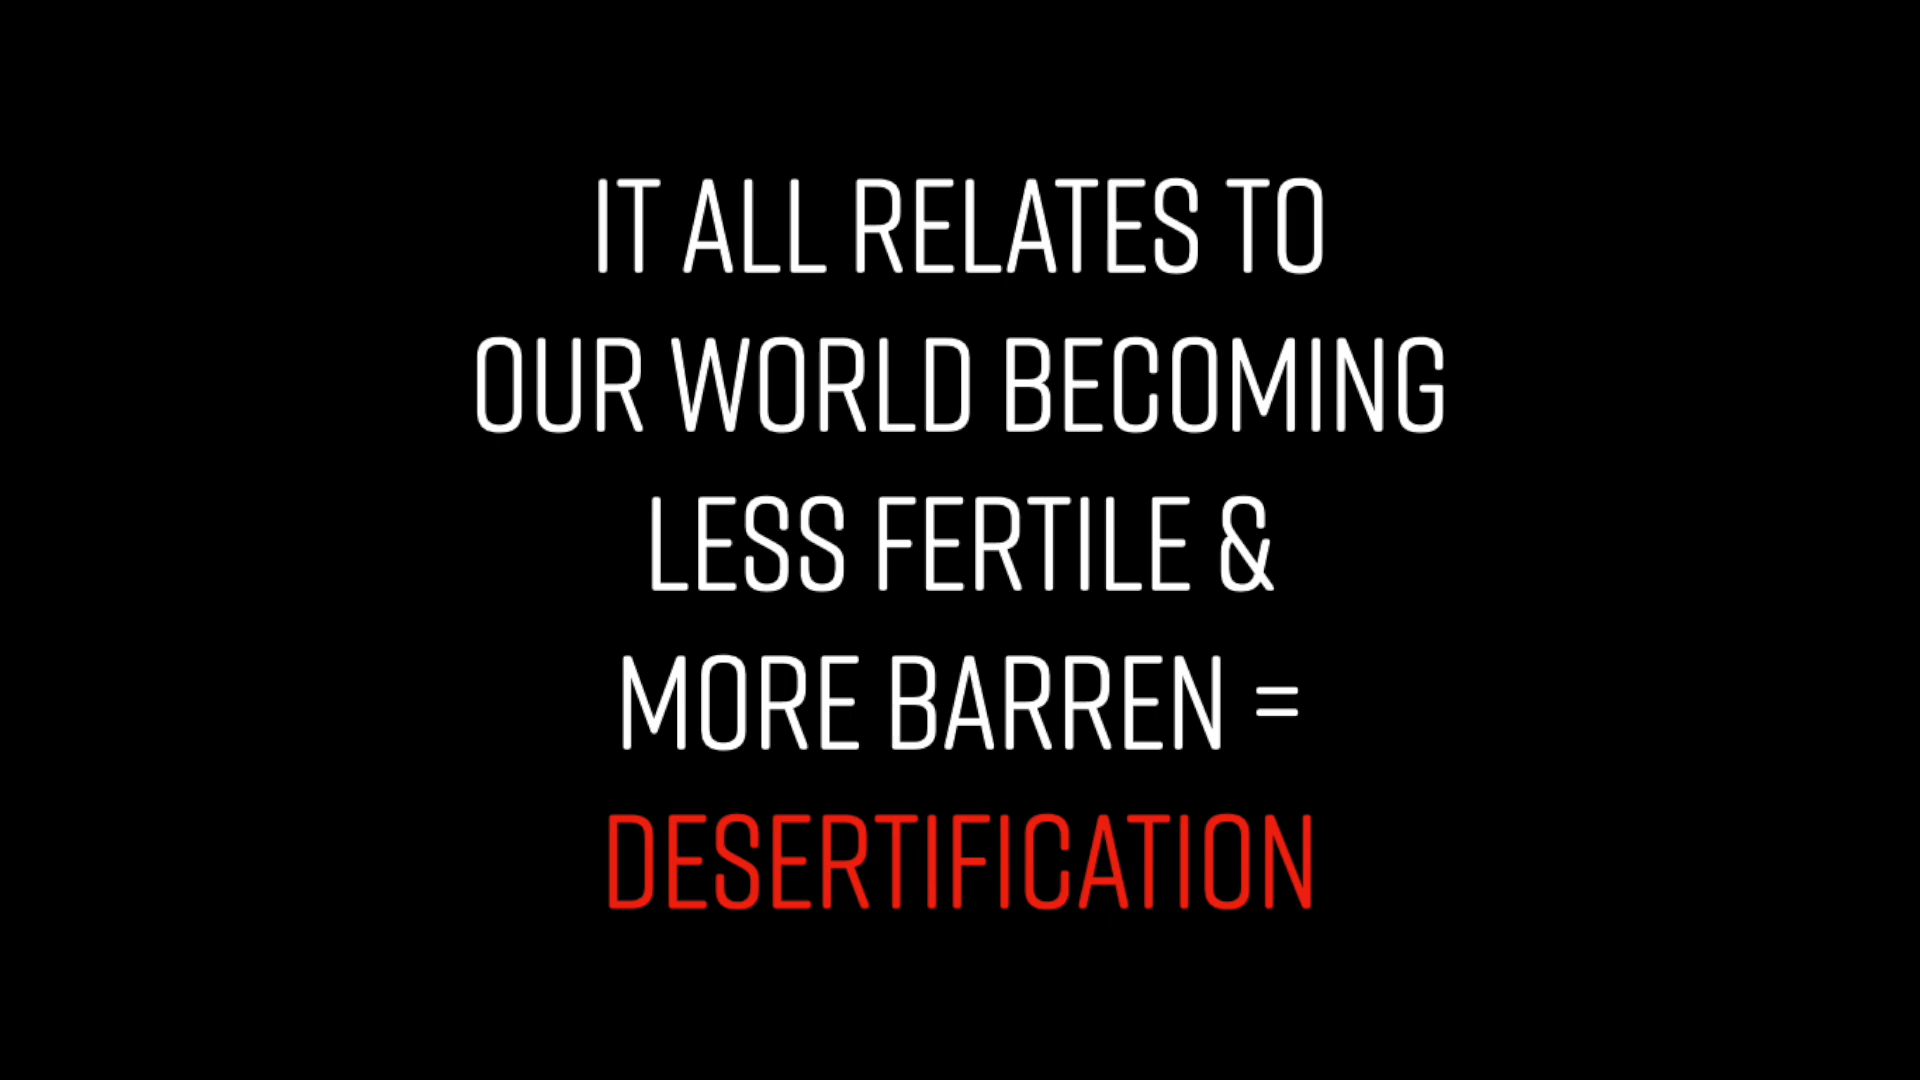 IT ALL RELATES TO
OUR WORLD BECOMING
LESS FERTILE &
MORE BARREN =
DESERTIFICATION